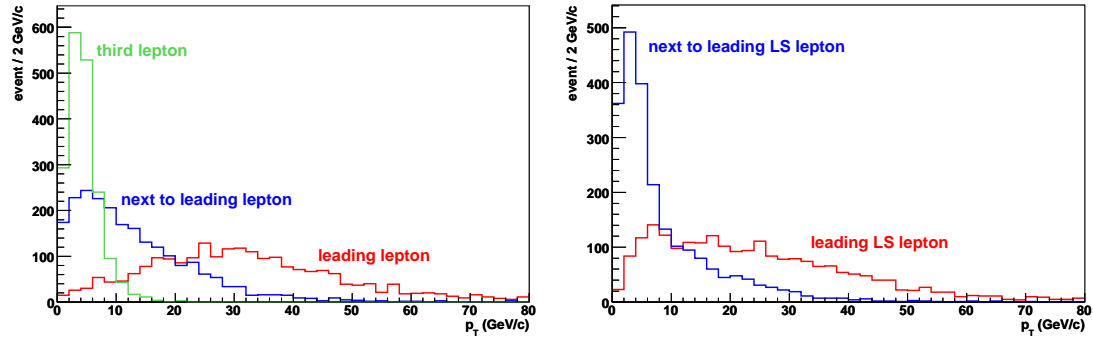 event / 2 GeV/c
600
500
400
300
200
100
0
third lepton
next to leading lepton
leading lepton
0 10 20 30 40 50 60 70 80
p_T (GeV/c)
event / 2 GeV/c
500
400
300
200
100
0
next to leading LS lepton
leading LS lepton
0 10 20 30 40 50 60 70 80
p_T (GeV/c)